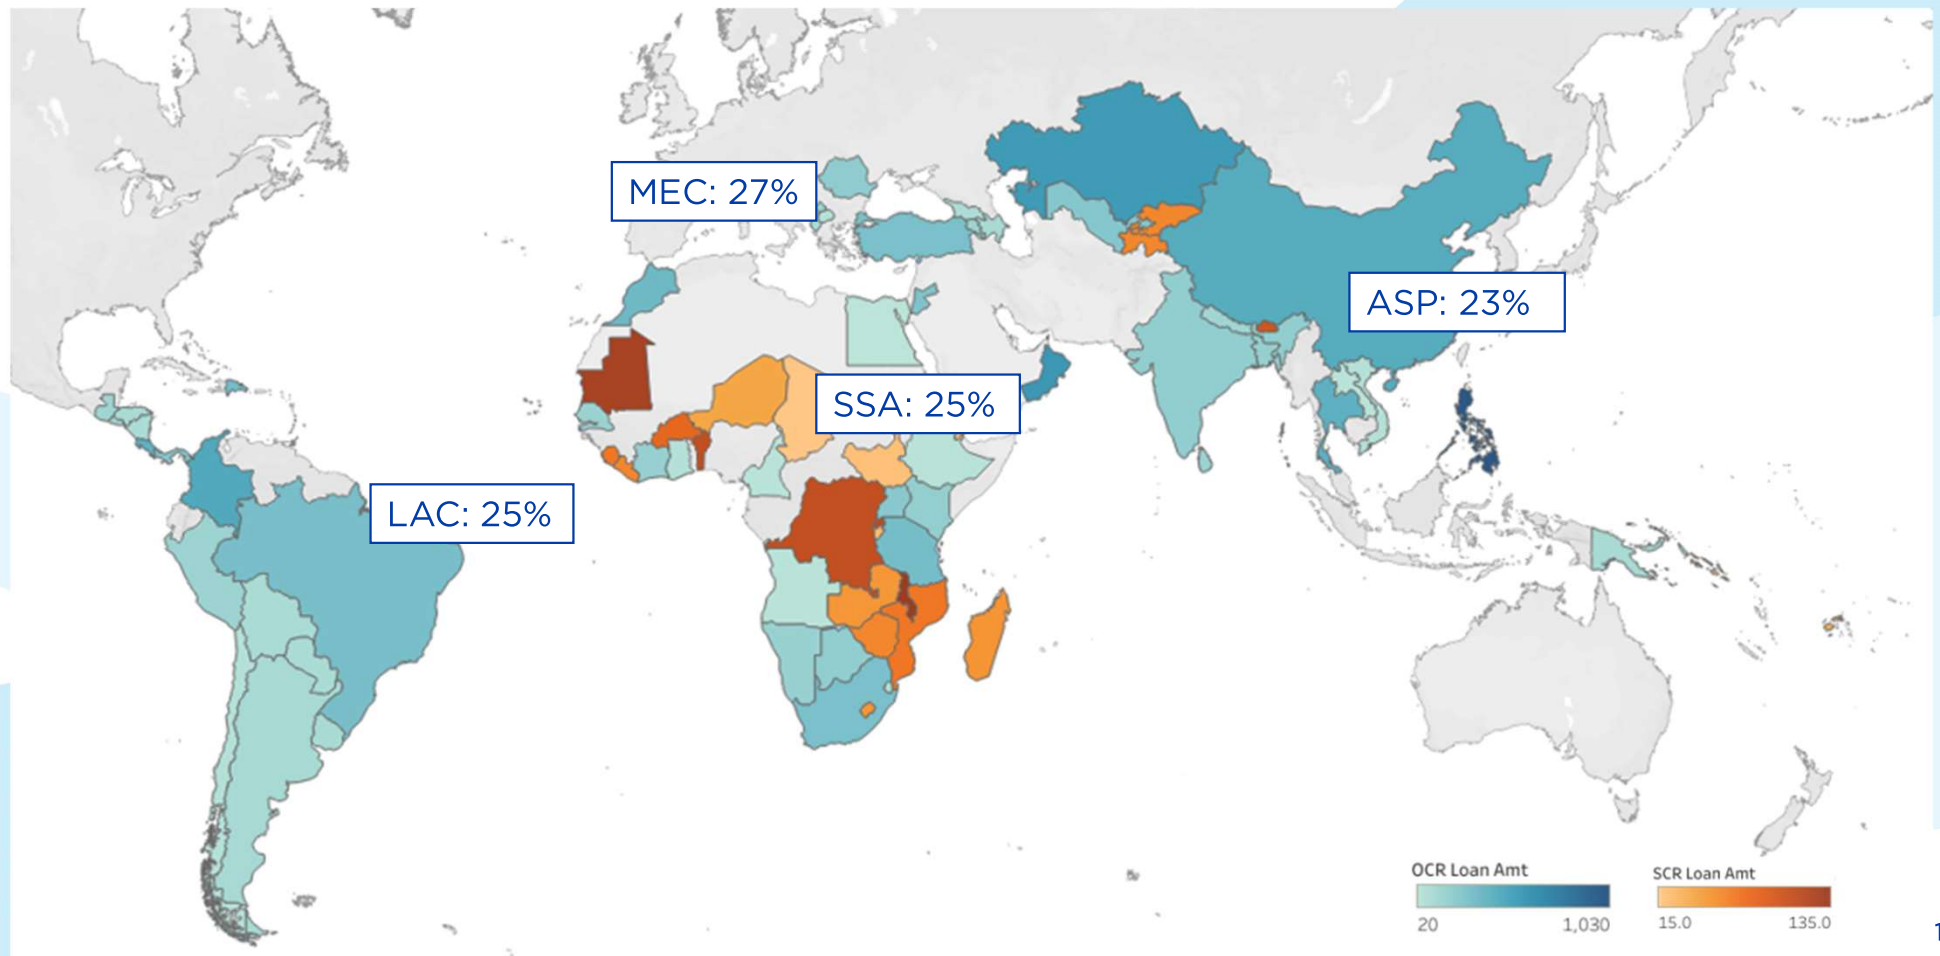 MEC: 27%
ASP: 23%
SSA: 25%
LAC: 25%
OCR Loan Amt
20 1,030
SCR Loan Amt
15.0 135.0